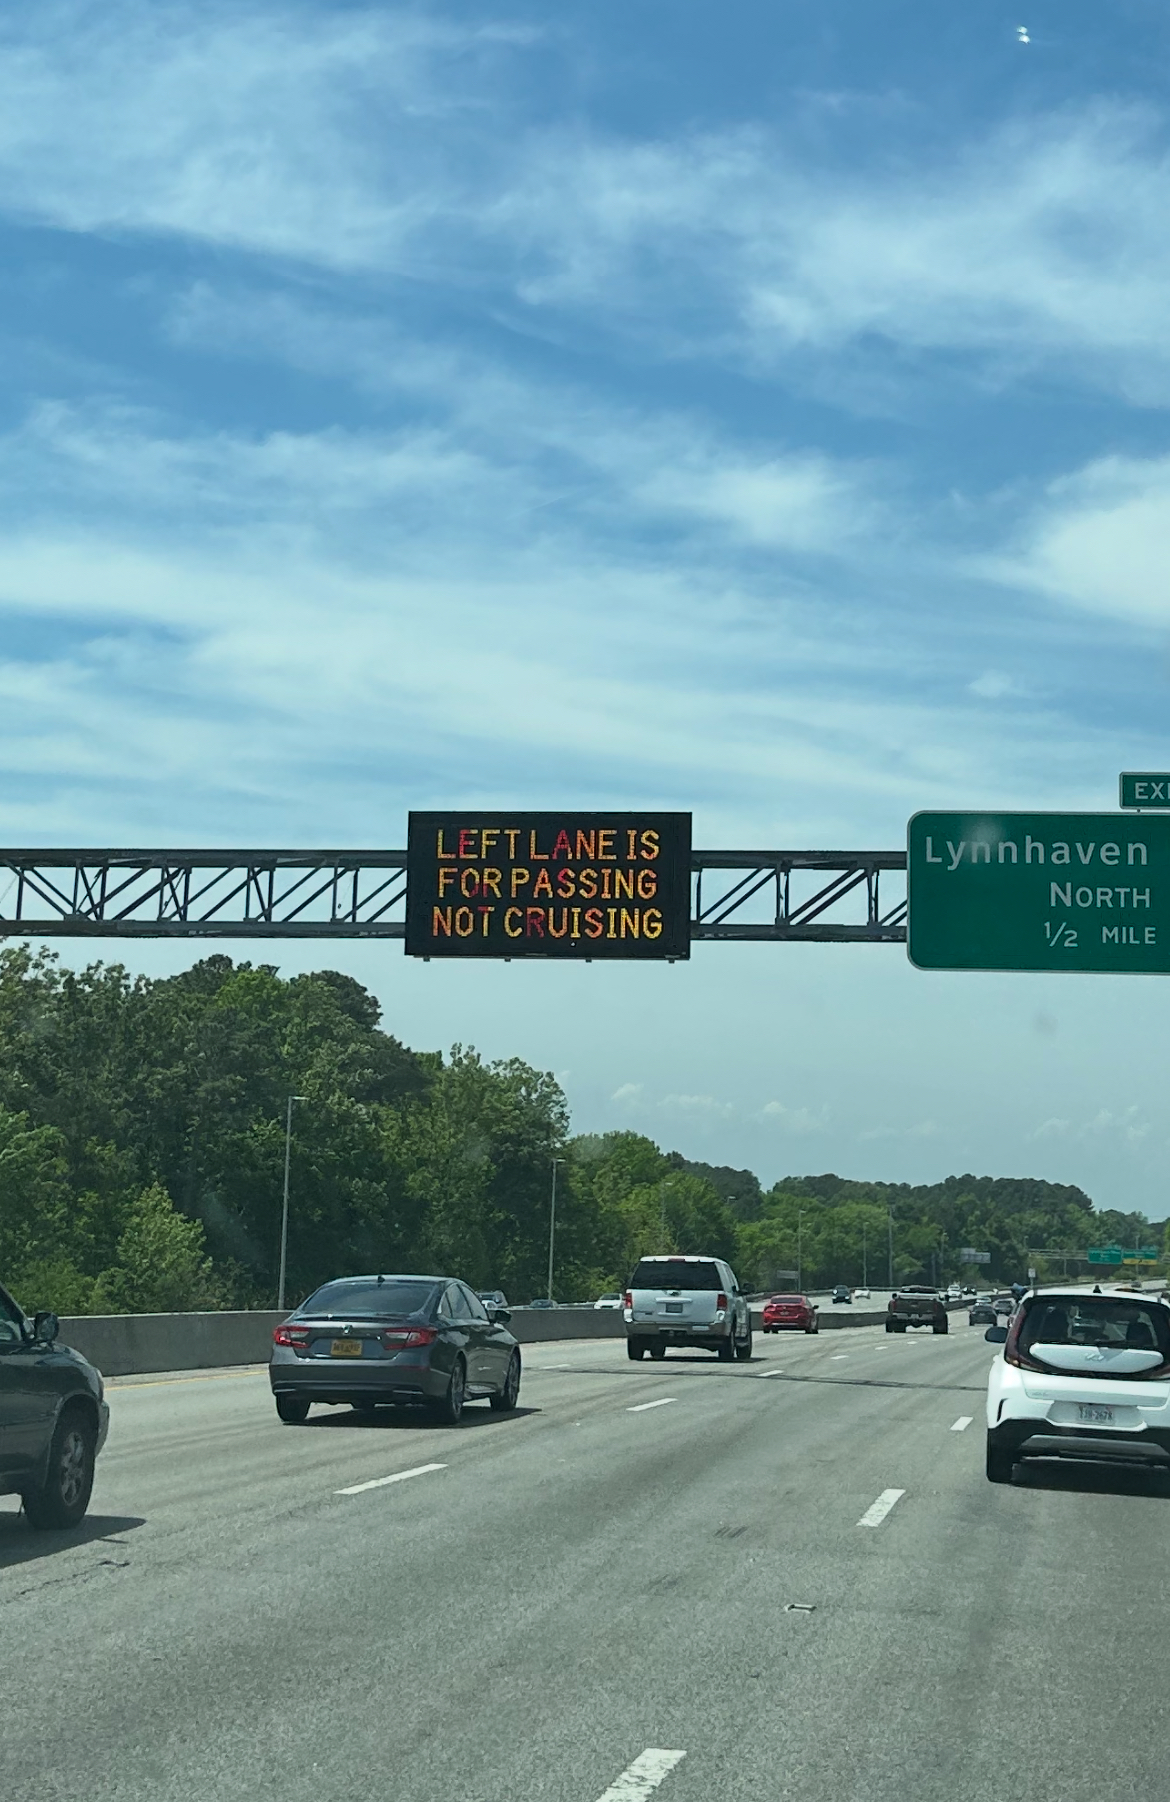 LEFT LANE IS
FOR PASSING
NOT CRUISING
Lynnhaven
NORTH
1/2 MILE